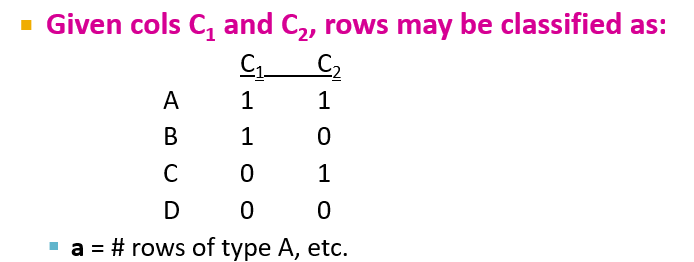 Given cols C₁ and C₂, rows may be classified as:
C₁ C₂
A 1 1
B 1 0
C 0 1
D 0 0
a = # rows of type A, etc.